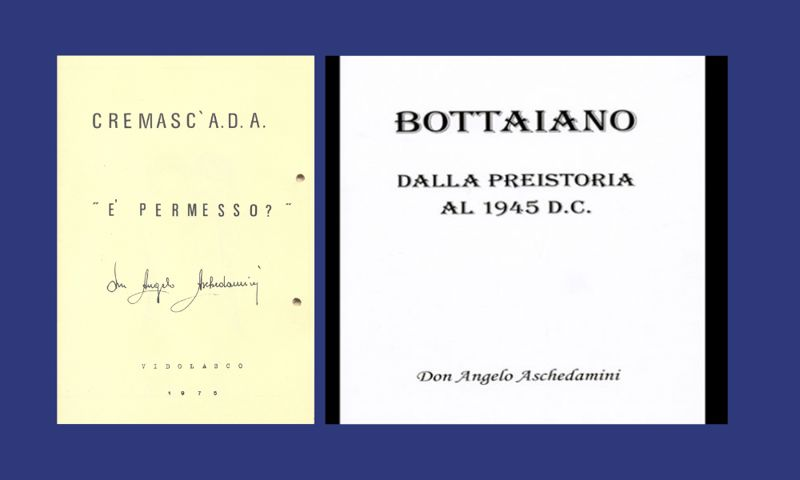 CREMASC`A.D.A.
"E' PERMESSO?"
don Angelo Aschedamini
VIDOLASCO
1975
BOTTAIANO
DALLA PREISTORIA
AL 1945 D.C.
Don Angelo Aschedamini